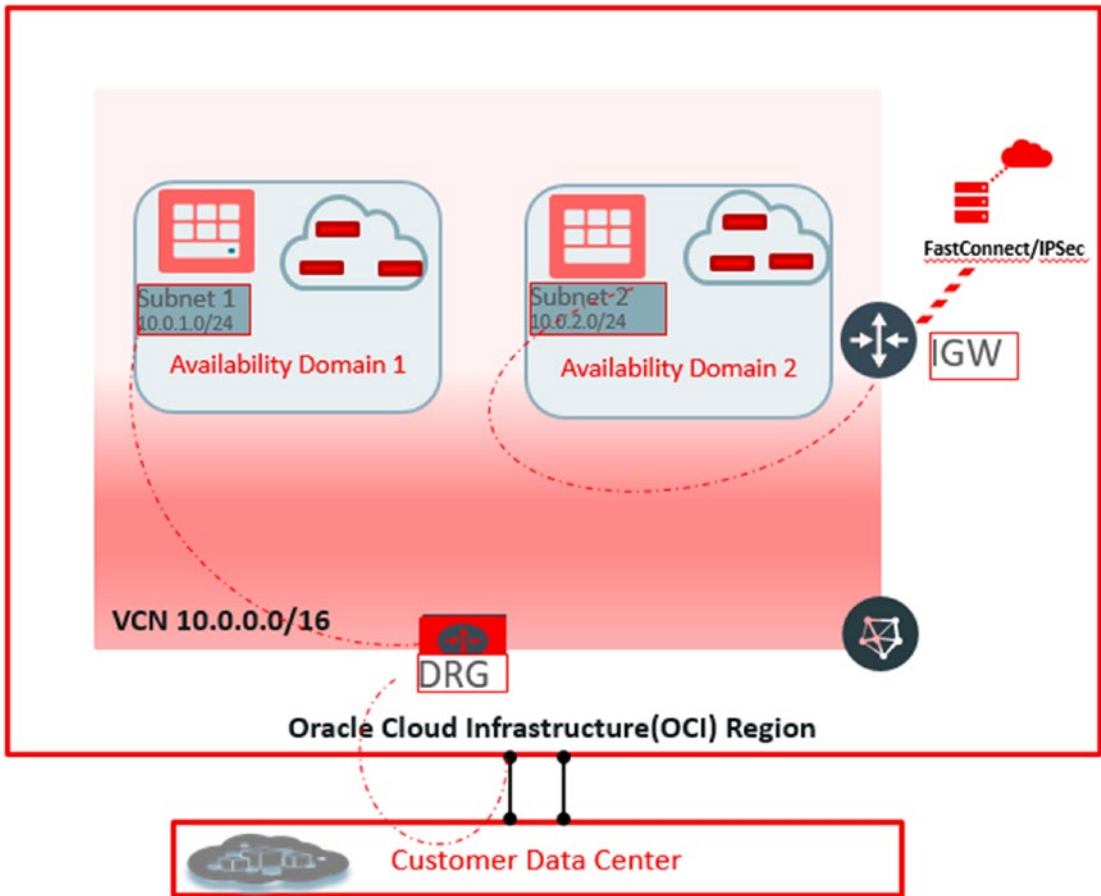 FastConnect/IPSec
Subnet 1
10.0.1.0/24
Subnet 2
10.0.2.0/24
IGW
Availability Domain 1
Availability Domain 2
VCN 10.0.0.0/16
DRG
Oracle Cloud Infrastructure(OCI) Region
Customer Data Center